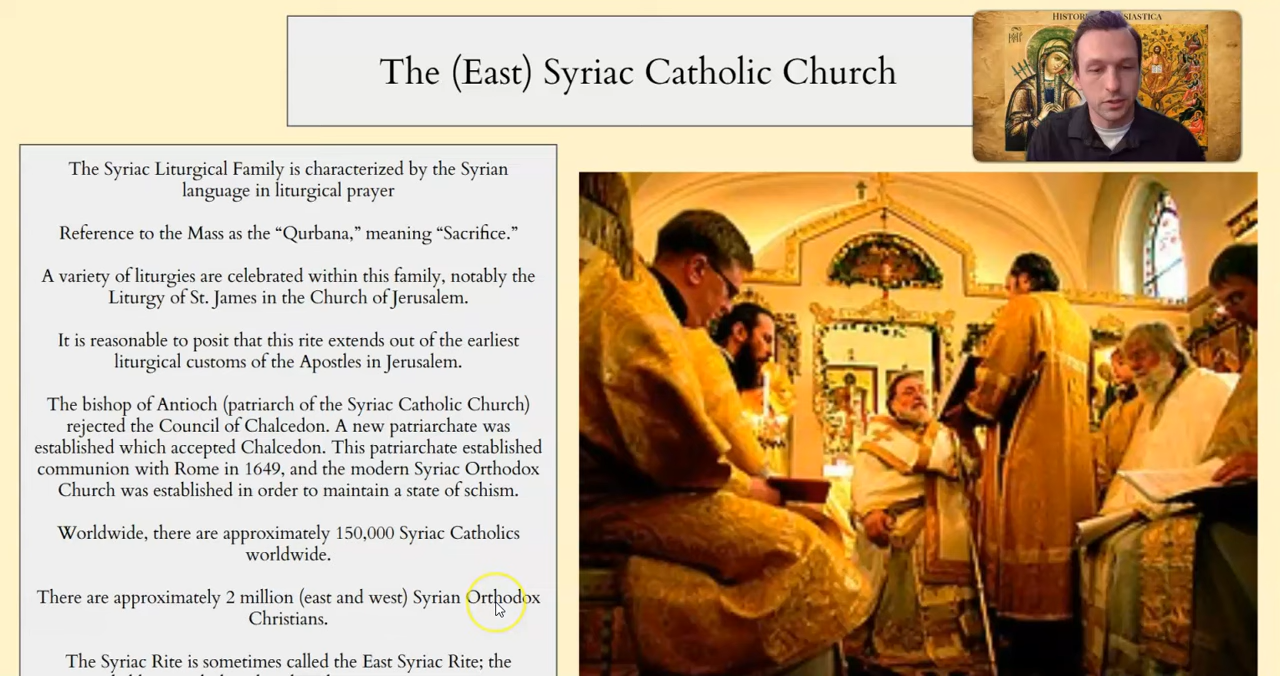 The (East) Syriac Catholic Church
The Syriac Liturgical Family is characterized by the Syrian
language in liturgical prayer
Reference to the Mass as the “Qurbana,” meaning “Sacrifice.”
A variety of liturgies are celebrated within this family, notably the
Liturgy of St. James in the Church of Jerusalem.
It is reasonable to posit that this rite extends out of the earliest
liturgical customs of the Apostles in Jerusalem.
The bishop of Antioch (patriarch of the Syriac Catholic Church)
rejected the Council of Chalcedon. A new patriarchate was
established which accepted Chalcedon. This patriarchate established
communion with Rome in 1649, and the modern Syriac Orthodox
Church was established in order to maintain a state of schism.
Worldwide, there are approximately 150,000 Syriac Catholics
worldwide.
There are approximately 2 million (east and west) Syrian Orthodox
Christians.
The Syriac Rite is sometimes called the East Syriac Rite; the